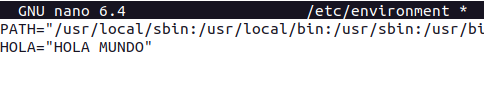 GNU nano 6.4 /etc/environment *
PATH="/usr/local/sbin:/usr/local/bin:/usr/sbin:/usr/bi
HOLA="HOLA MUNDO"